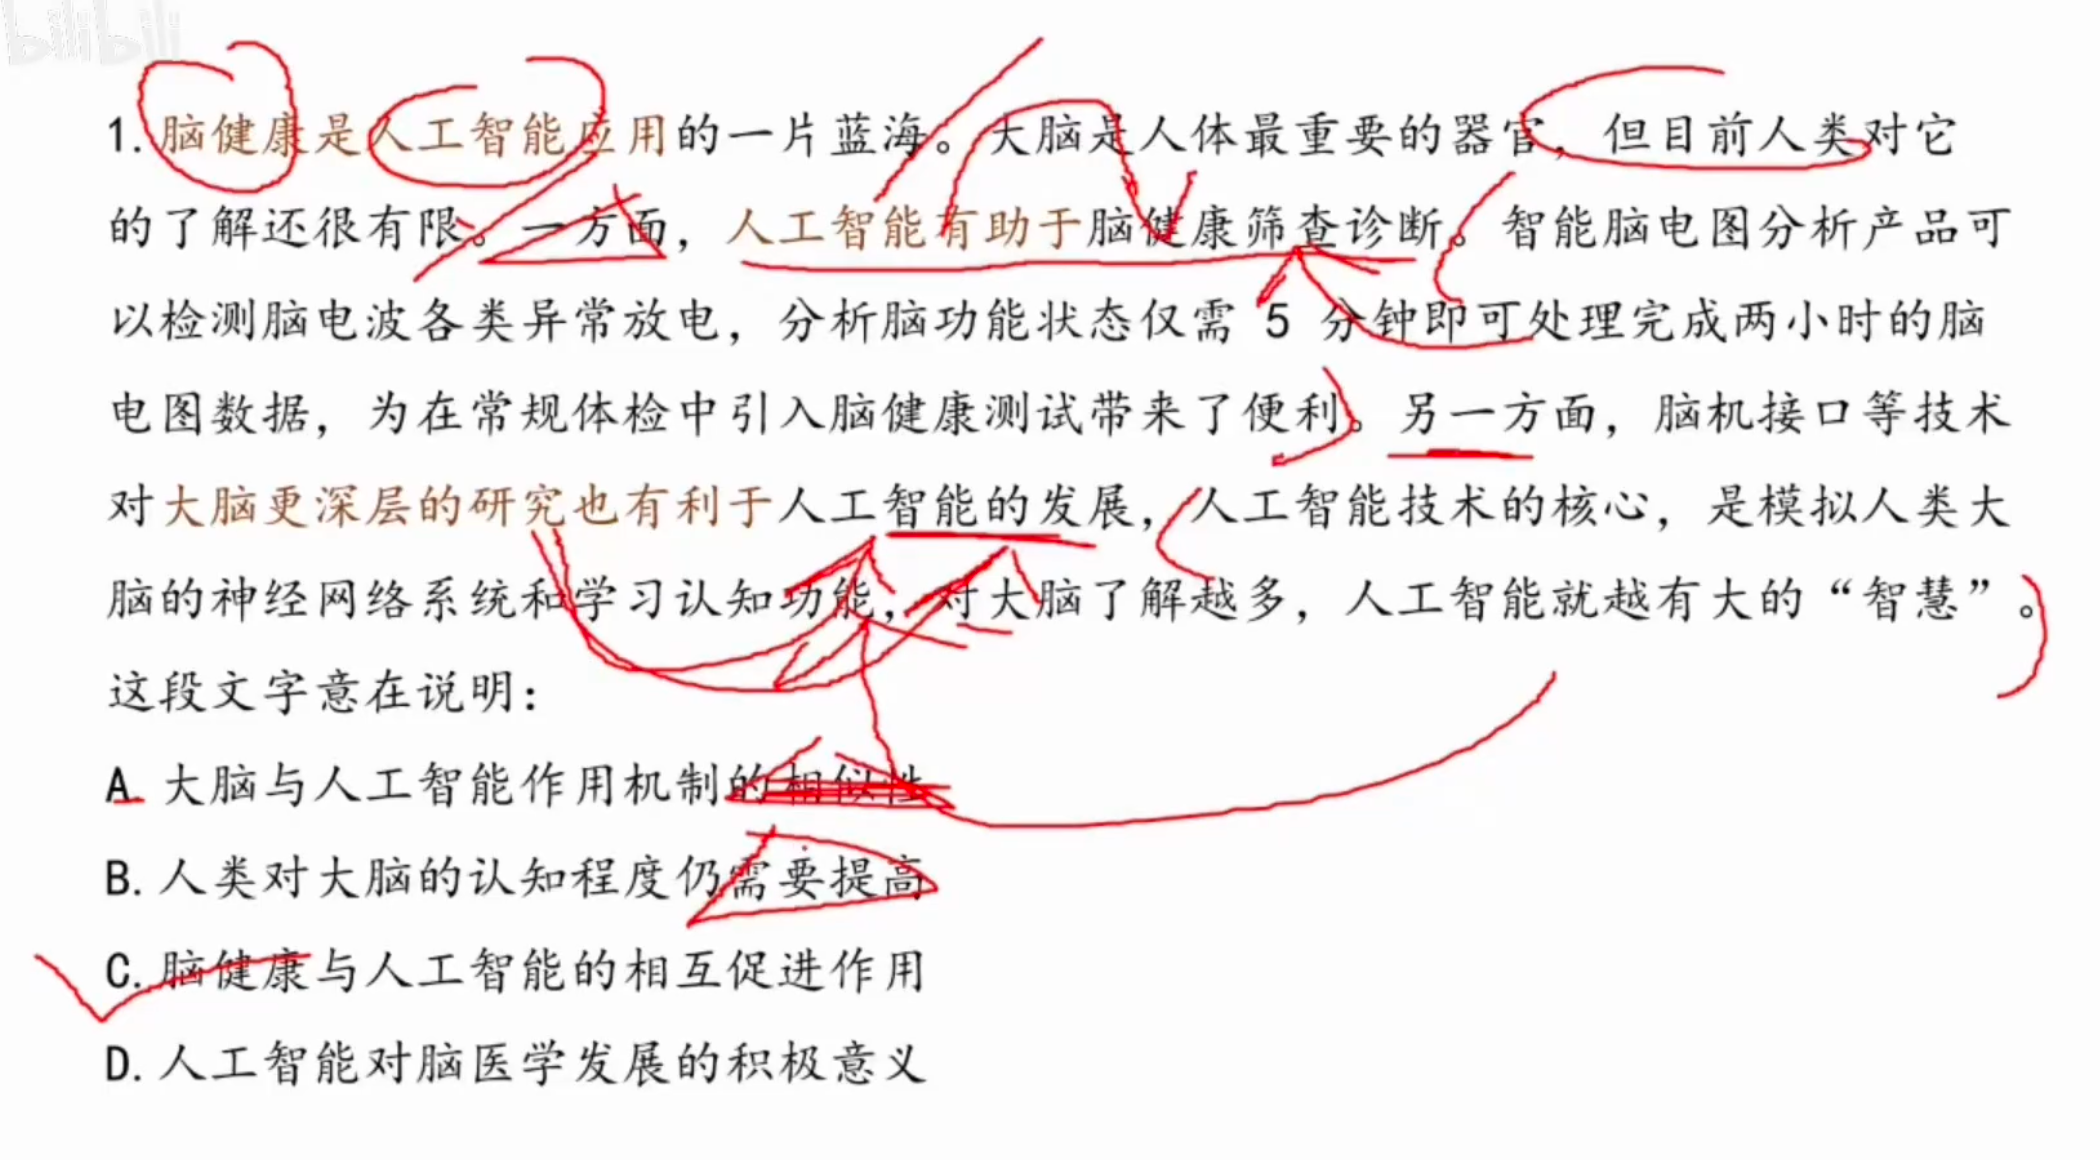 bilibili
1. 脑健康是人工智能应用的一片蓝海。大脑是人体最重要的器官，但目前人类对它
的了解还很有限。一方面，人工智能有助于脑健康筛查诊断。智能脑电图分析产品可
以检测脑电波各类异常放电，分析脑功能状态仅需 5 分钟即可处理完成两小时的脑
电图数据，为在常规体检中引入脑健康测试带来了便利。另一方面，脑机接口等技术
对大脑更深层的研究也有利于人工智能的发展，人工智能技术的核心，是模拟人类大
脑的神经网络系统和学习认知功能，对大脑了解越多，人工智能就越有大的“智慧”。
这段文字意在说明：
A. 大脑与人工智能作用机制的相似性
B. 人类对大脑的认知程度仍需要提高
C. 脑健康与人工智能的相互促进作用
D. 人工智能对脑医学发展的积极意义